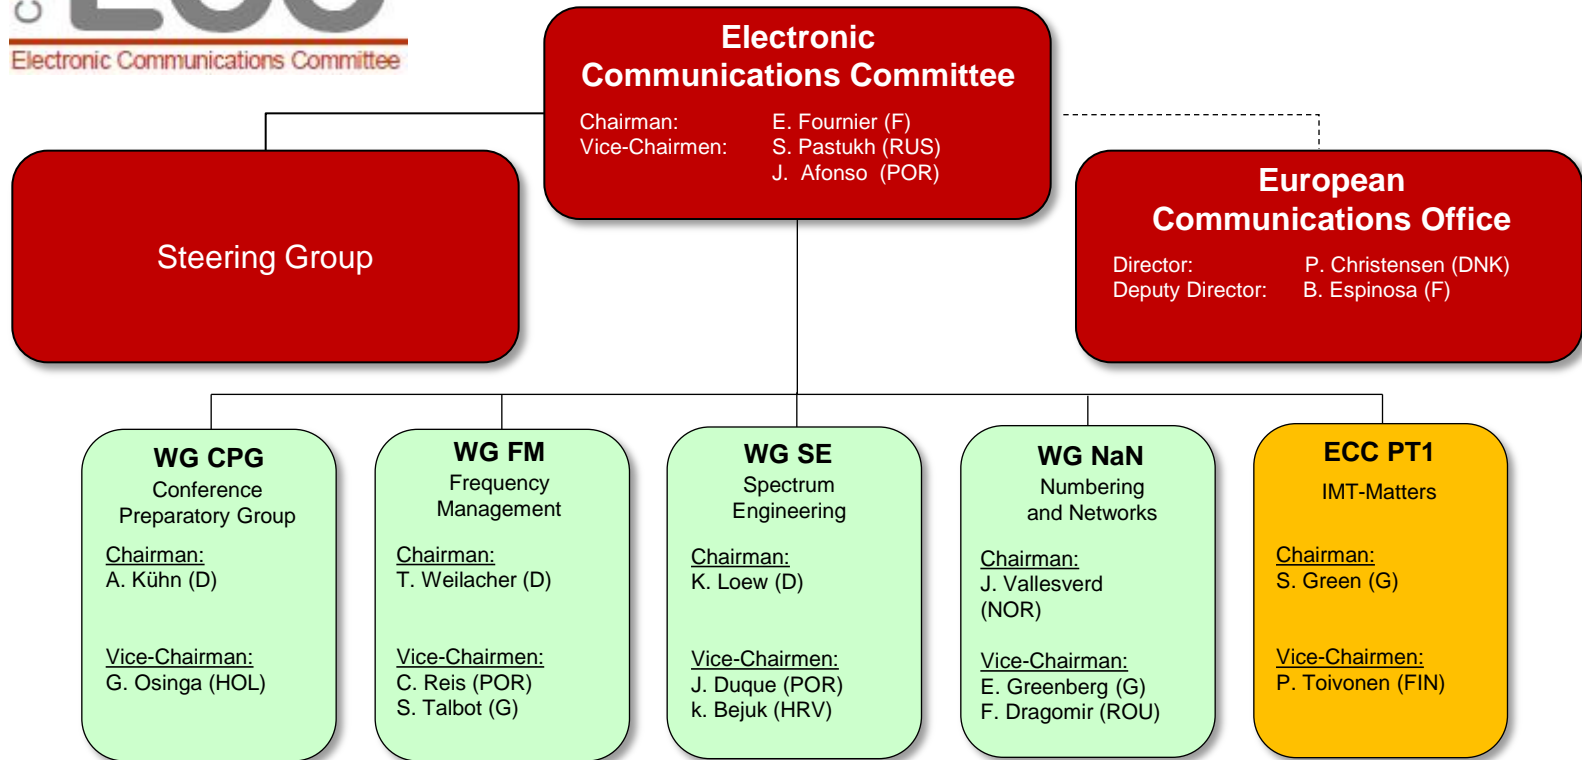 Electronic Communications Committee
Electronic
Communications Committee
Chairman: E. Fournier (F)
Vice-Chairmen: S. Pastukh (RUS)
J. Afonso (POR)
Steering Group
European
Communications Office
Director: P. Christensen (DNK)
Deputy Director: B. Espinosa (F)
WG CPG
Conference
Preparatory Group
Chairman:
A. Kühn (D)
Vice-Chairman:
G. Osinga (HOL)
WG FM
Frequency
Management
Chairman:
T. Weilacher (D)
Vice-Chairmen:
C. Reis (POR)
S. Talbot (G)
WG SE
Spectrum
Engineering
Chairman:
K. Loew (D)
Vice-Chairmen:
J. Duque (POR)
k. Bejuk (HRV)
WG NaN
Numbering
and Networks
Chairman:
J. Vallesverd
(NOR)
Vice-Chairman:
E. Greenberg (G)
F. Dragomir (ROU)
ECC PT1
IMT-Matters
Chairman:
S. Green (G)
Vice-Chairmen:
P. Toivonen (FIN)